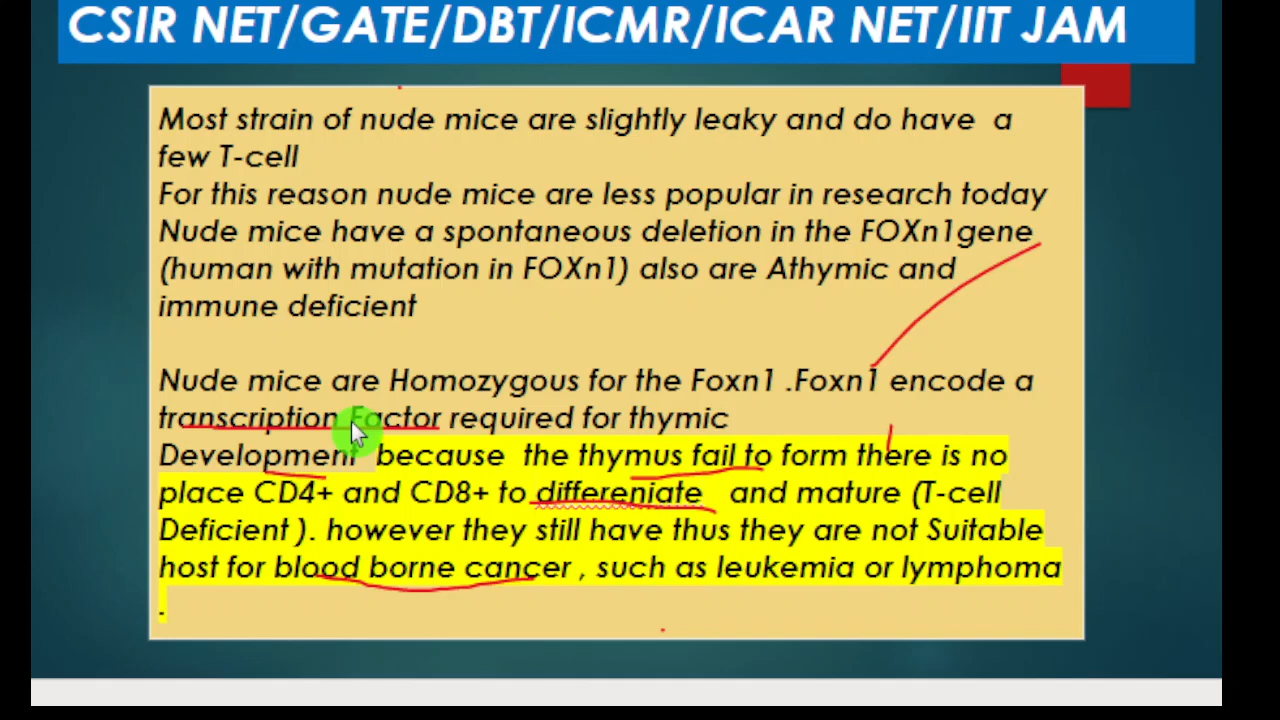 CSIR NET/GATE/DBT/ICMR/ICAR NET/IIT JAM
Most strain of nude mice are slightly leaky and do have a
few T-cell
For this reason nude mice are less popular in research today
Nude mice have a spontaneous deletion in the FOXn1gene
(human with mutation in FOXn1) also are Athymic and
immune deficient
Nude mice are Homozygous for the Foxn1 .Foxn1 encode a
transcription Factor required for thymic
Development because the thymus fail to form there is no
place CD4+ and CD8+ to differeniate and mature (T-cell
Deficient ). however they still have thus they are not Suitable
host for blood borne cancer , such as leukemia or lymphoma
.